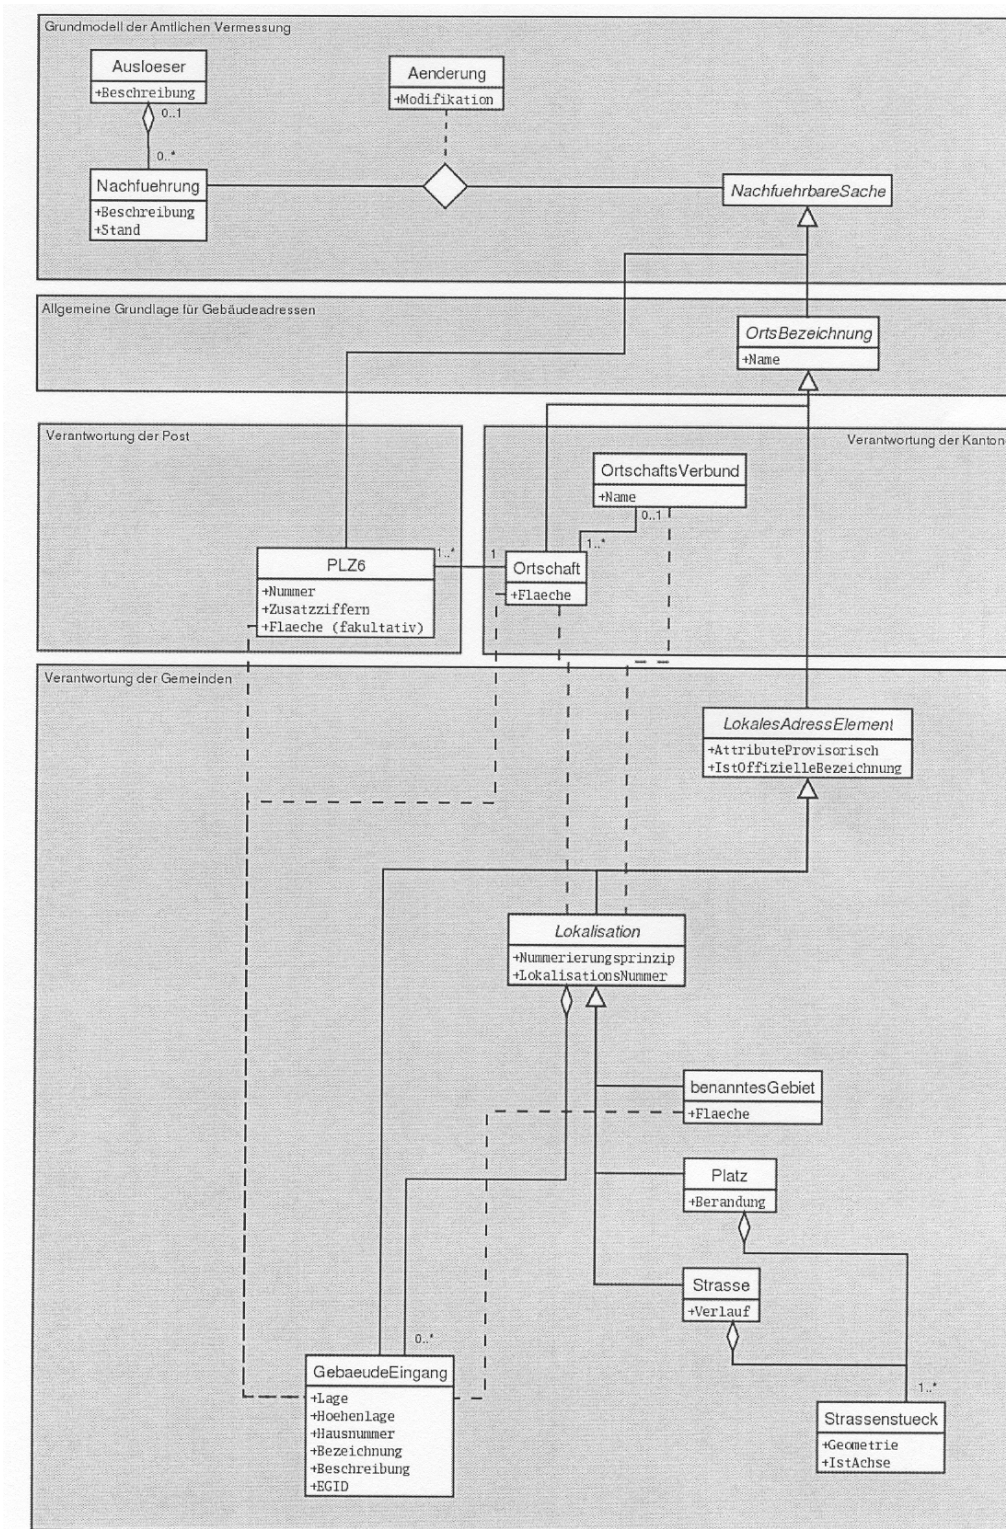 Grundmodell der Amtlichen Vermessung
Ausloeser
+Beschreibung
0..1
0..*
Nachfuehrung
+Beschreibung
+Stand
Aenderung
+Modifikation
NachfuehrbareSache
Allgemeine Grundlage für Gebäudeadressen
OrtsBezeichnung
+Name
Verantwortung der Post
Verantwortung der Kanton
OrtschaftsVerbund
+Name
0..1
1..*
1..*
1
PLZ6
+Nummer
+Zusatzziffern
+Flaeche (fakultativ)
Ortschaft
+Flaeche
Verantwortung der Gemeinden
LokalesAdressElement
+AttributeProvisorisch
+IstOffizielleBezeichnung
Lokalisation
+Nummerierungsprinzip
+LokalisationsNummer
benanntesGebiet
+Flaeche
Platz
+Berandung
Strasse
+Verlauf
0..*
GebaeudeEingang
+Lage
+Hoehenlage
+Hausnummer
+Bezeichnung
+Beschreibung
+EGID
1..*
Strassenstueck
+Geometrie
+IstAchse